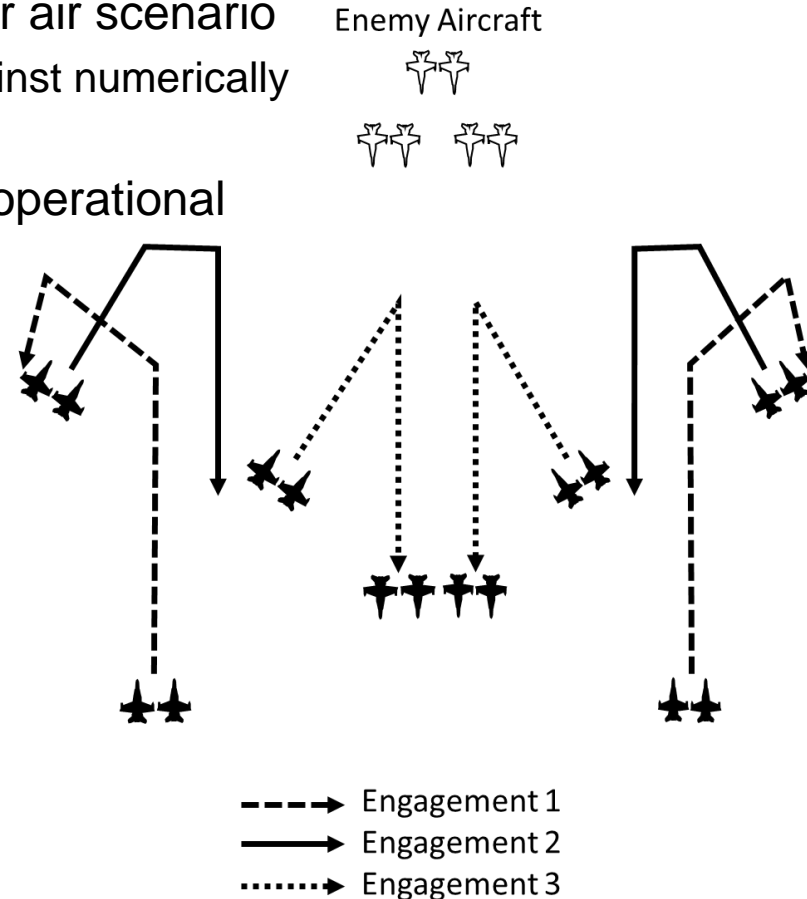 r air scenario
Enemy Aircraft
inst numerically
operational
Engagement 1
Engagement 2
Engagement 3